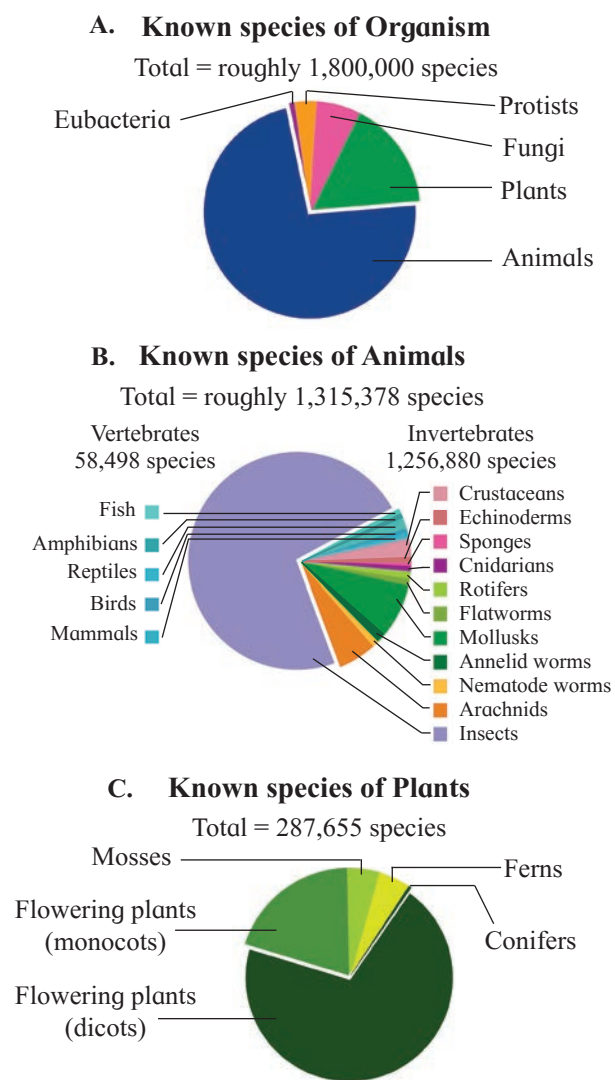 A. Known species of Organism
Total = roughly 1,800,000 species
Eubacteria
Protists
Fungi
Plants
Animals
B. Known species of Animals
Total = roughly 1,315,378 species
Vertebrates
58,498 species
Invertebrates
1,256,880 species
Fish
Amphibians
Reptiles
Birds
Mammals
Crustaceans
Echinoderms
Sponges
Cnidarians
Rotifers
Flatworms
Mollusks
Annelid worms
Nematode worms
Arachnids
Insects
C. Known species of Plants
Total = 287,655 species
Mosses
Ferns
Flowering plants
(monocots)
Conifers
Flowering plants
(dicots)